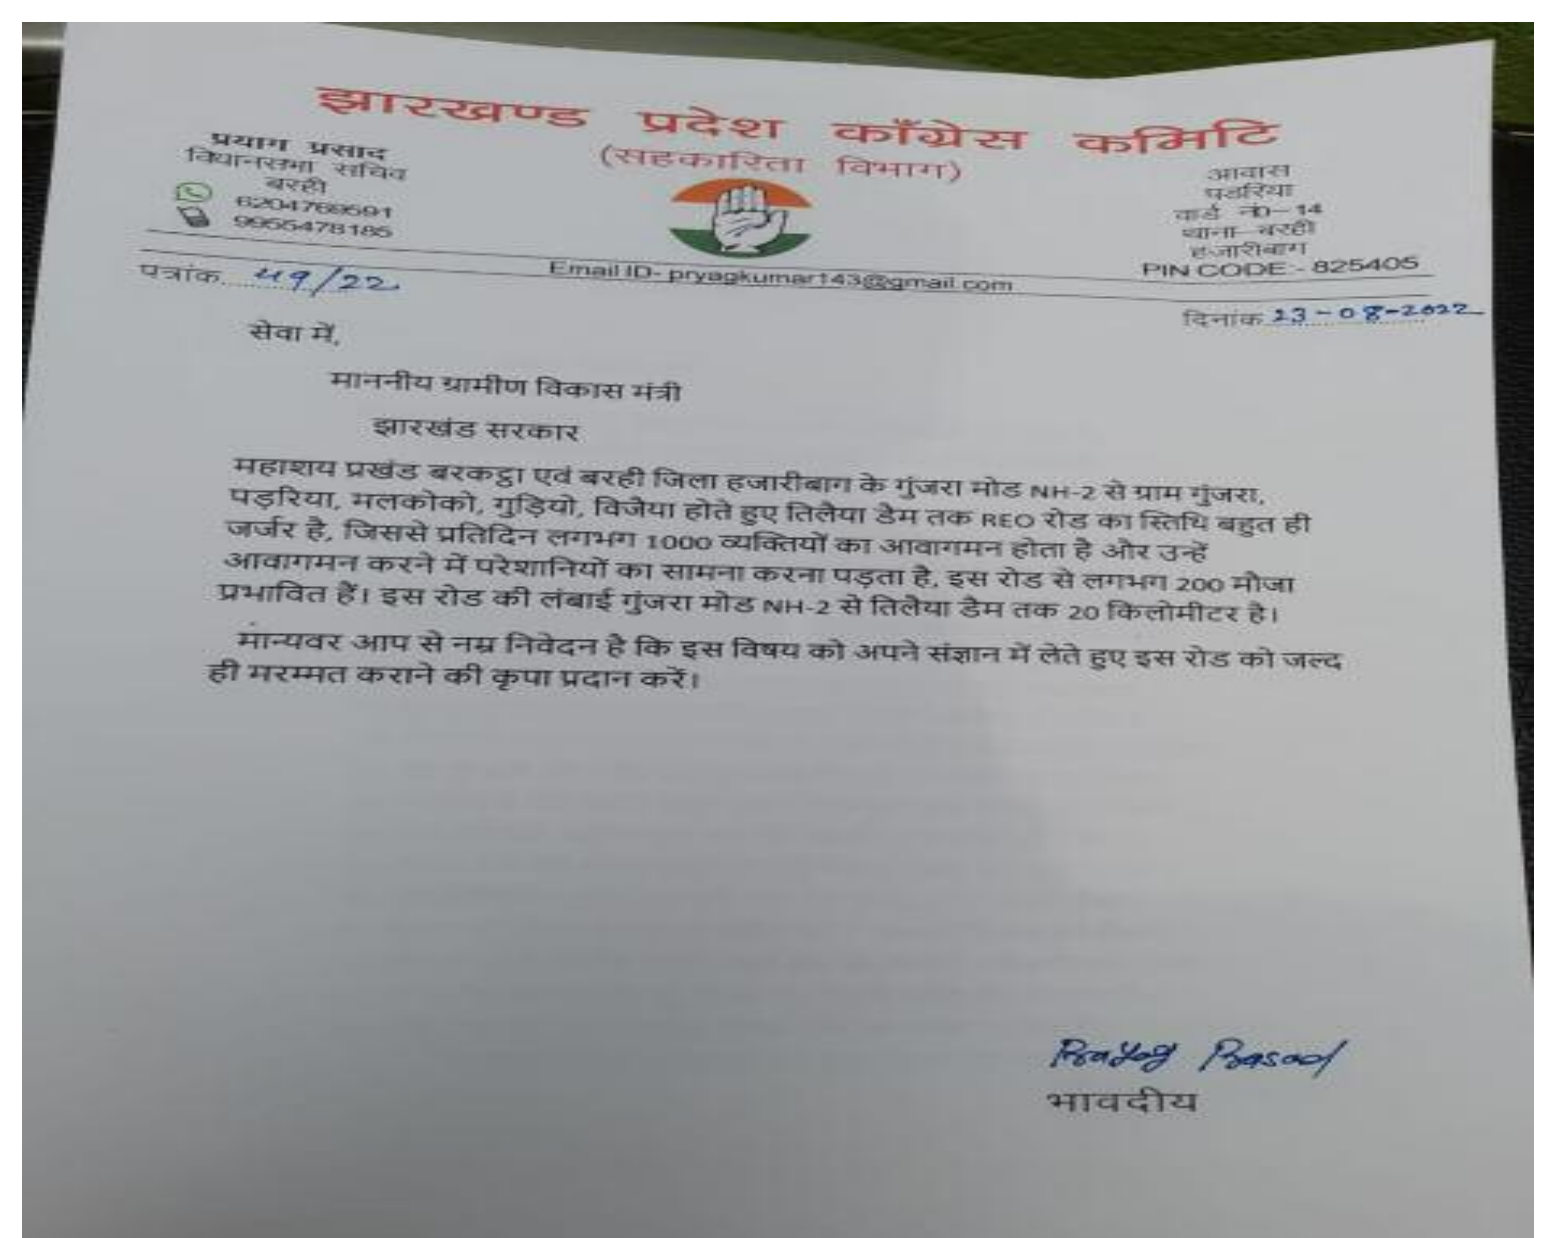 झारखण्ड प्रदेश काँग्रेस कमिटि
(सहकारिता विभाग)
प्रयाग प्रसाद
विधानसभा सचिव
बरही
6204769591
9955478185
आवास
पडरिया
वार्ड नं0-14
थाना-बरही
हजारीबाग
PIN CODE:- 825405
Email ID- pryagkumar143@gmail.com
पत्रांक 49/22
दिनांक 23-08-2022
सेवा में,
माननीय ग्रामीण विकास मंत्री
झारखंड सरकार
महाशय प्रखंड बरकट्ठा एवं बरही जिला हजारीबाग के गुंजरा मोड NH-2 से ग्राम गुंजरा,
पड़रिया, मलकोको, गुड़ियो, विजैया होते हुए तिलैया डैम तक REO रोड का स्तिथि बहुत ही
जर्जर है, जिससे प्रतिदिन लगभग 1000 व्यक्तियों का आवागमन होता है और उन्हें
आवागमन करने में परेशानियों का सामना करना पड़ता है, इस रोड से लगभग 200 मौजा
प्रभावित हैं। इस रोड की लंबाई गुंजरा मोड NH-2 से तिलैया डैम तक 20 किलोमीटर है।
मान्यवर आप से नम्र निवेदन है कि इस विषय को अपने संज्ञान में लेते हुए इस रोड को जल्द
ही मरम्मत कराने की कृपा प्रदान करें।
Prayag Prasad
भावदीय